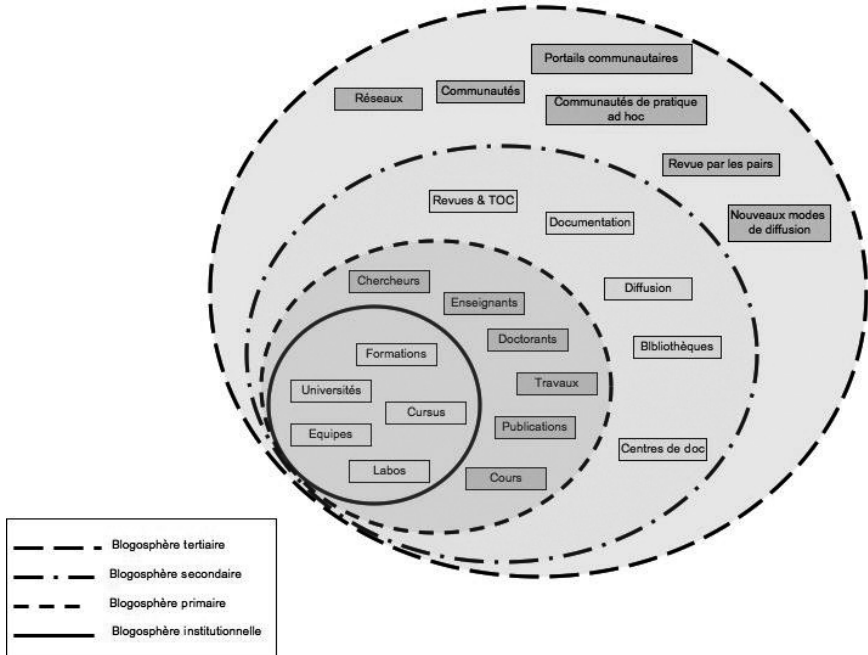 Portails communautaires
Communautés
Réseaux
Communautés de pratique
ad hoc
Revue par les pairs
Revues & TOC
Documentation
Nouveaux modes
de diffusion
Chercheurs
Diffusion
Enseignants
Doctorants
BIbliothèques
Formations
Travaux
Universités
Cursus
Publications
Equipes
Centres de doc
Labos
Cours
Blogosphère tertiaire
Blogosphère secondaire
Blogosphère primaire
Blogosphère institutionnelle